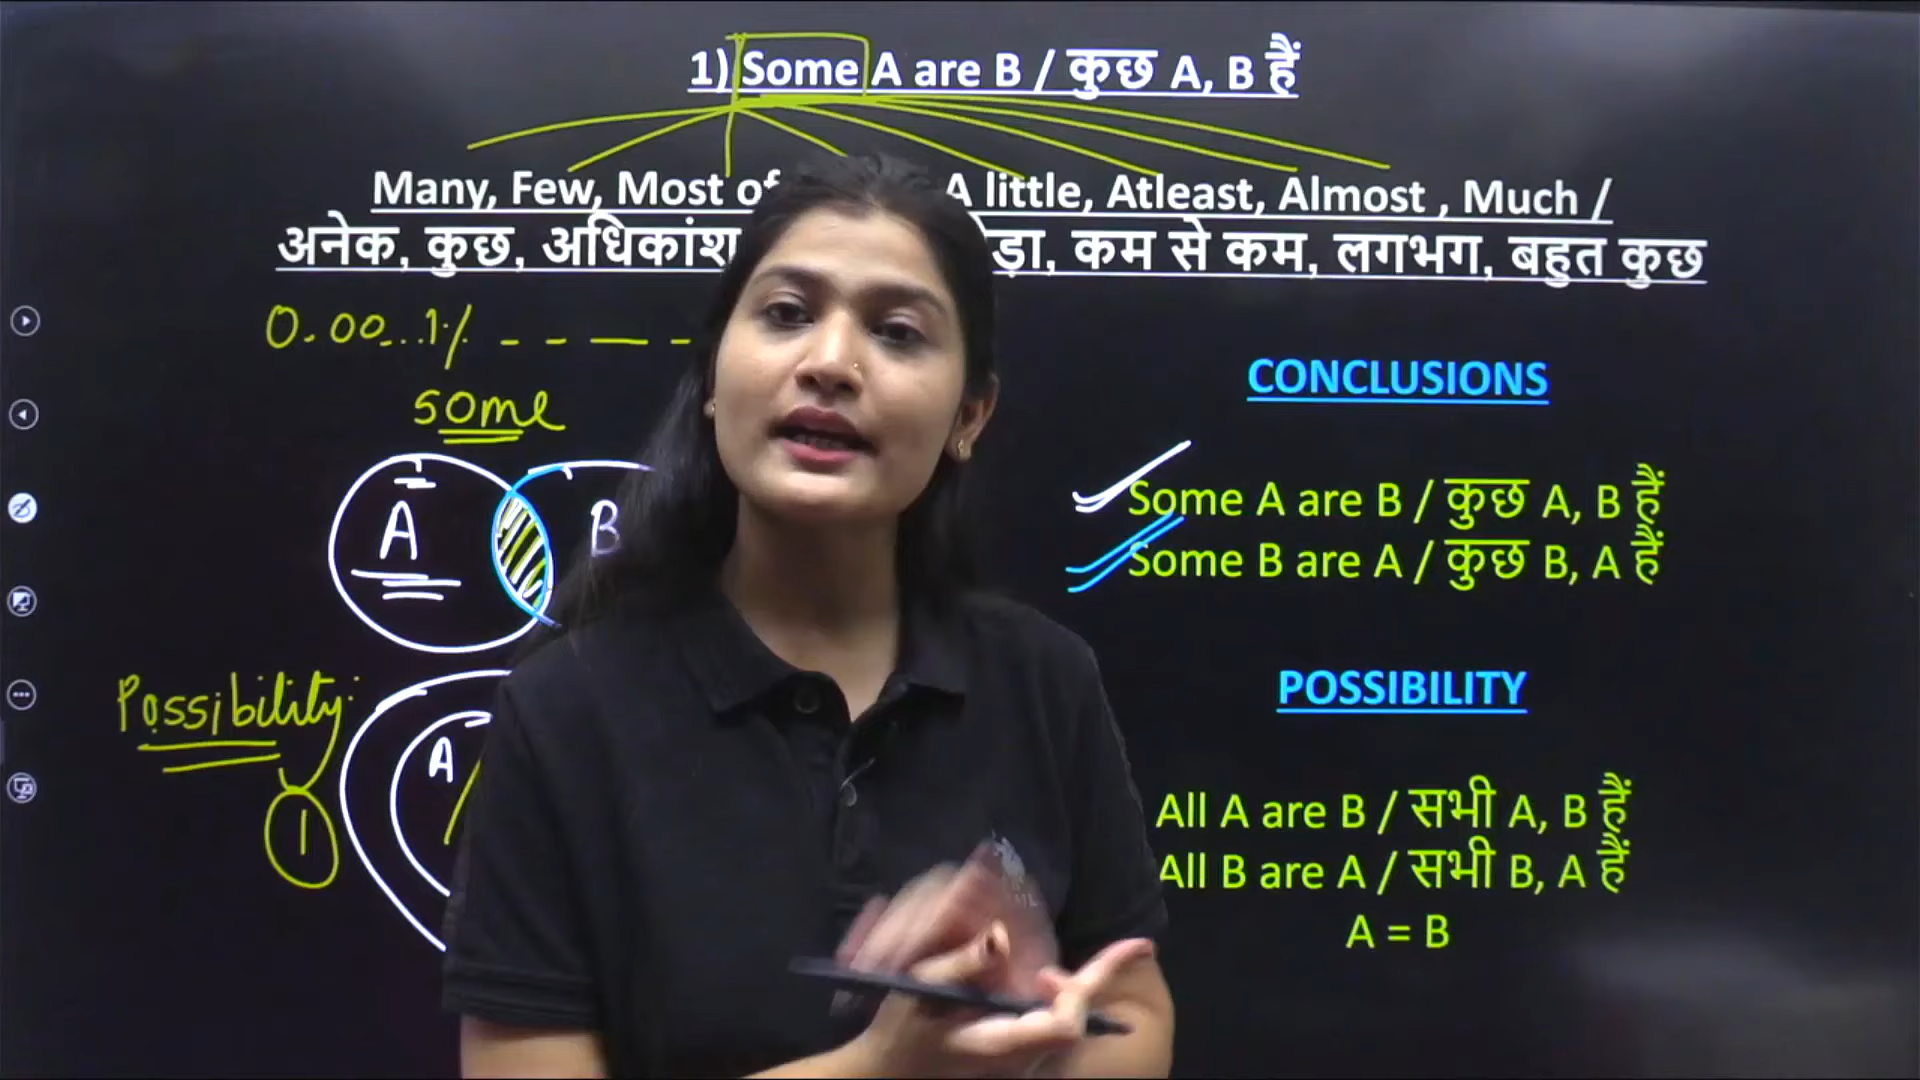 1) Some A are B / कुछ A, B हैं
Many, Few, Most of A little, Atleast, Almost , Much /
अनेक, कुछ, अधिकांश ड़ा, कम से कम, लगभग, बहुत कुछ
0.00...1% - - - -
some
A B
CONCLUSIONS
Some A are B / कुछ A, B हैं
Some B are A / कुछ B, A हैं
Possibility:
1
A
POSSIBILITY
All A are B / सभी A, B हैं
All B are A / सभी B, A हैं
A = B